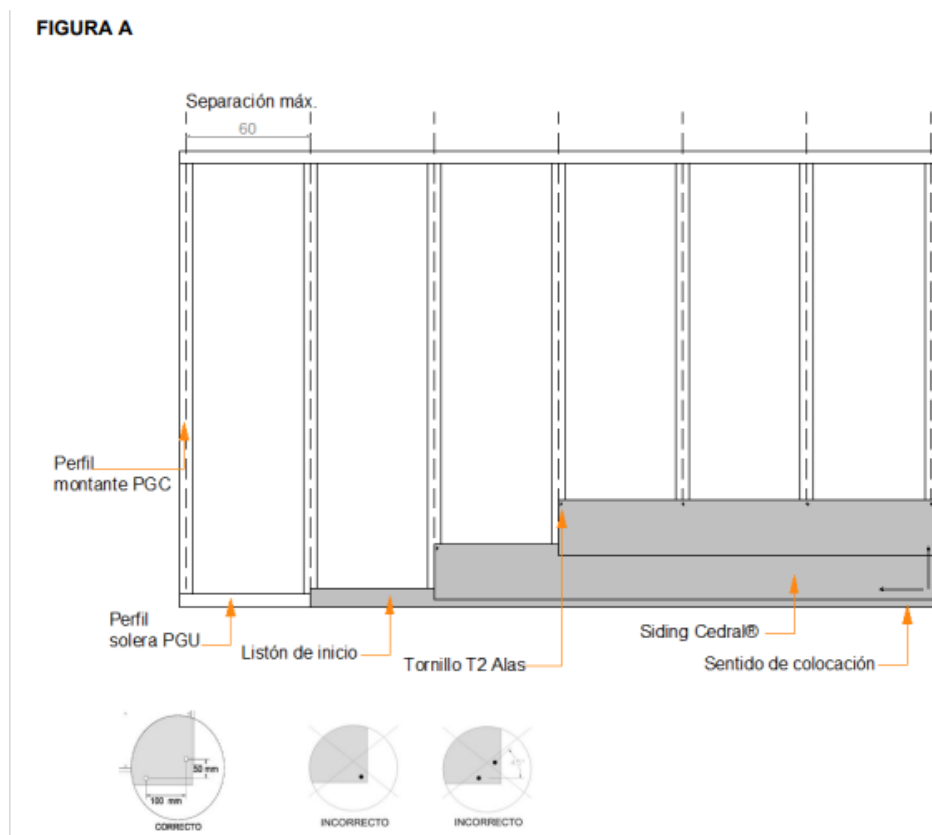 FIGURA A
Separación máx.
60
Perfil
montante PGC
Perfil
solera PGU
Listón de inicio
Tornillo T2 Alas
Siding Cedral®
Sentido de colocación
50 mm
100 mm
CORRECTO
INCORRECTO
INCORRECTO